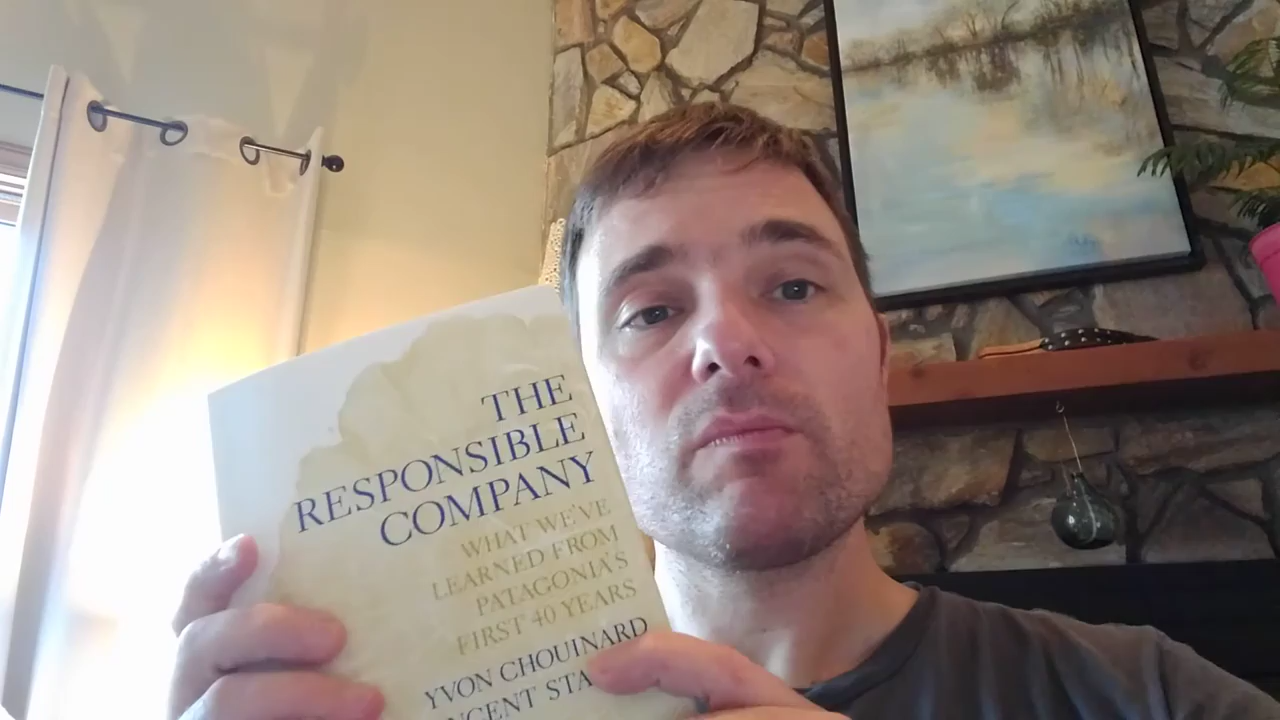 THE
RESPONSIBLE
COMPANY
WHAT WE'VE
LEARNED FROM
PATAGONIA'S
FIRST 40 YEARS
YVON CHOUINARD